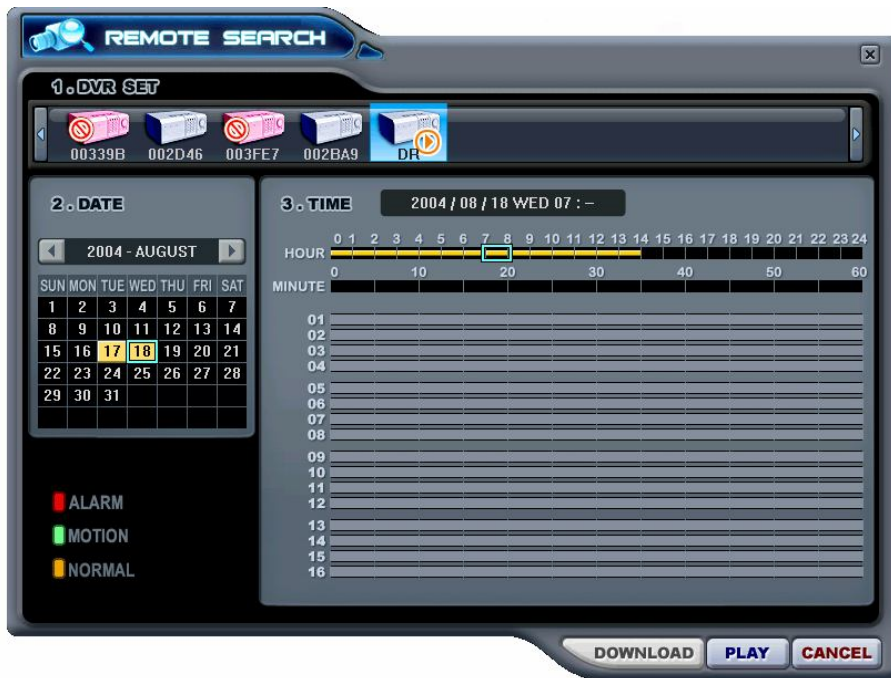 REMOTE SEARCH
1. DVR SET
00339B 002D46 003FE7 002BA9 DR
2. DATE
2004 - AUGUST
SUN MON TUE WED THU FRI SAT
1 2 3 4 5 6 7
8 9 10 11 12 13 14
15 16 17 18 19 20 21
22 23 24 25 26 27 28
29 30 31
ALARM
MOTION
NORMAL
3. TIME 2004 / 08 / 18 WED 07 : –
0 1 2 3 4 5 6 7 8 9 10 11 12 13 14 15 16 17 18 19 20 21 22 23 24
HOUR
0 10 20 30 40 50 60
MINUTE
01
02
03
04
05
06
07
08
09
10
11
12
13
14
15
16
DOWNLOAD PLAY CANCEL